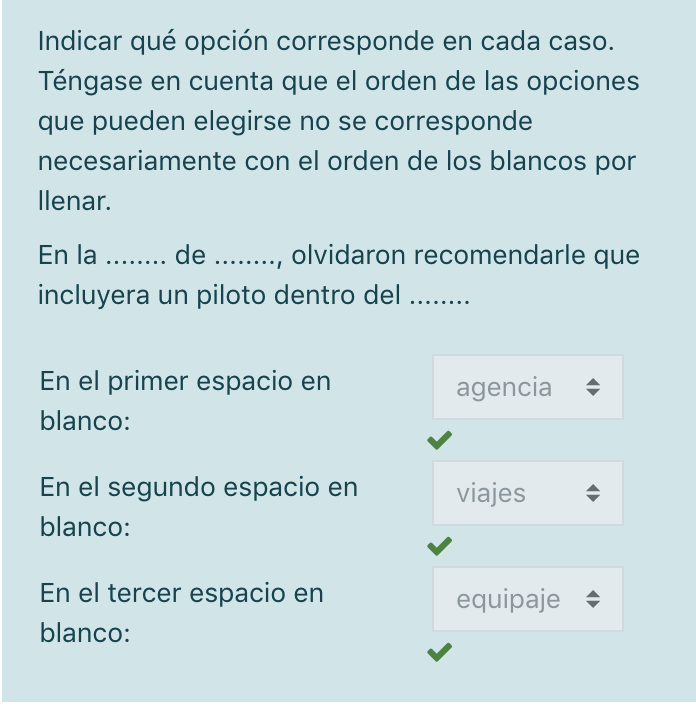 Indicar qué opción corresponde en cada caso.
Téngase en cuenta que el orden de las opciones
que pueden elegirse no se corresponde
necesariamente con el orden de los blancos por
llenar.
En la ........ de ........, olvidaron recomendarle que
incluyera un piloto dentro del ........
En el primer espacio en
blanco:
agencia
En el segundo espacio en
blanco:
viajes
En el tercer espacio en
blanco:
equipaje